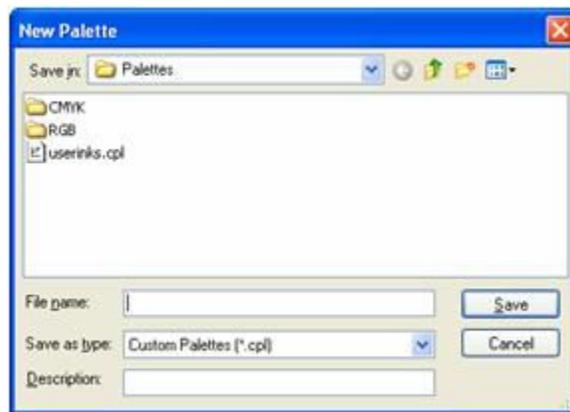 New Palette
Save in: Palettes
CMYK
RGB
userinks.cpl
File name:
Save
Save as type: Custom Palettes (*.cpl)
Cancel
Description: